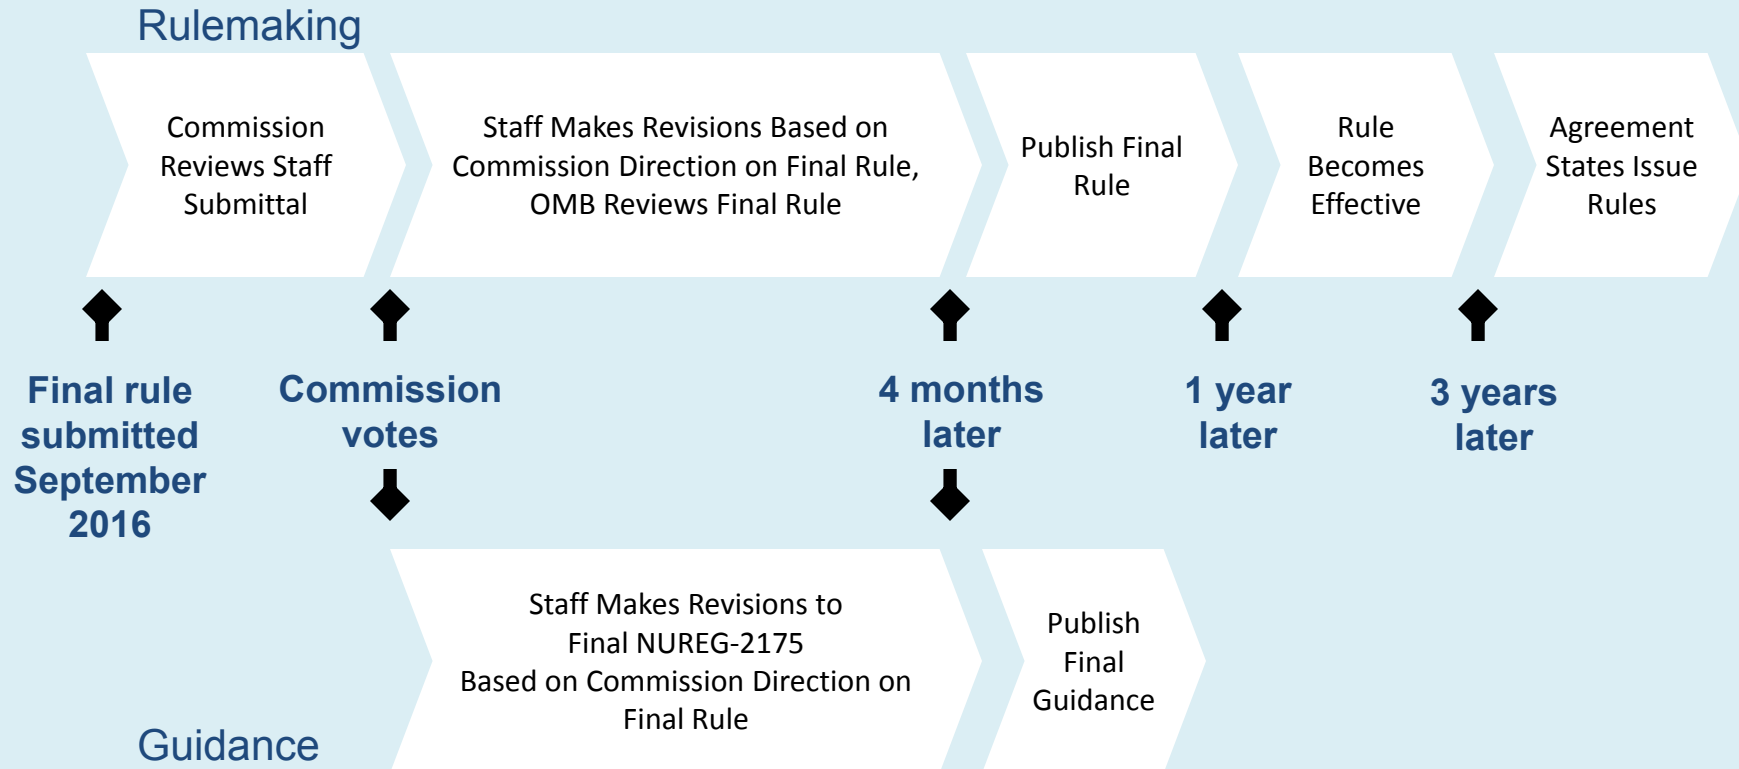 Rulemaking
Commission
Reviews Staff
Submittal
Staff Makes Revisions Based on
Commission Direction on Final Rule,
OMB Reviews Final Rule
Publish Final
Rule
Rule
Becomes
Effective
Agreement
States Issue
Rules
Final rule
submitted
September
2016
Commission
votes
4 months
later
1 year
later
3 years
later
Staff Makes Revisions to
Final NUREG-2175
Based on Commission Direction on
Final Rule
Publish
Final
Guidance
Guidance